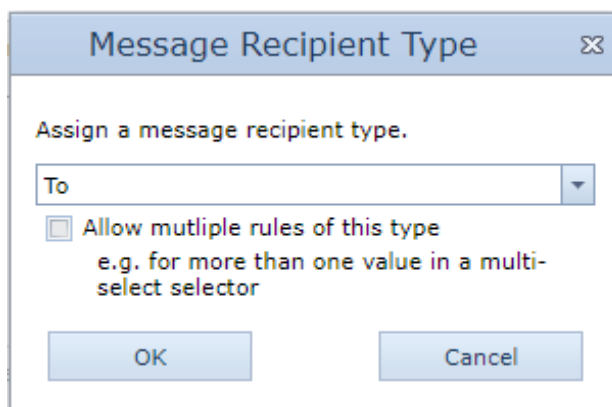 Message Recipient Type
Assign a message recipient type.
To
Allow mutliple rules of this type
e.g. for more than one value in a multi-
select selector
OK
Cancel